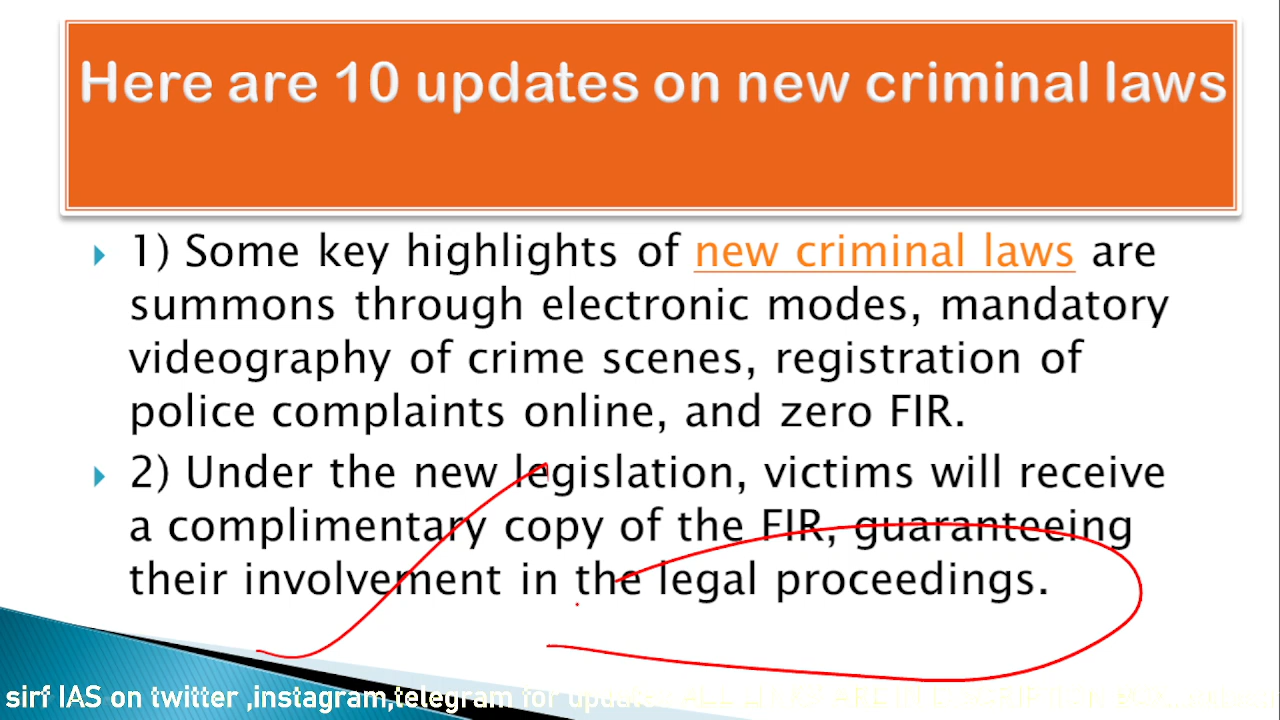 Here are 10 updates on new criminal laws
1) Some key highlights of new criminal laws are
summons through electronic modes, mandatory
videography of crime scenes, registration of
police complaints online, and zero FIR.
2) Under the new legislation, victims will receive
a complimentary copy of the FIR, guaranteeing
their involvement in the legal proceedings.
sirf IAS on twitter ,instagram,telegram for